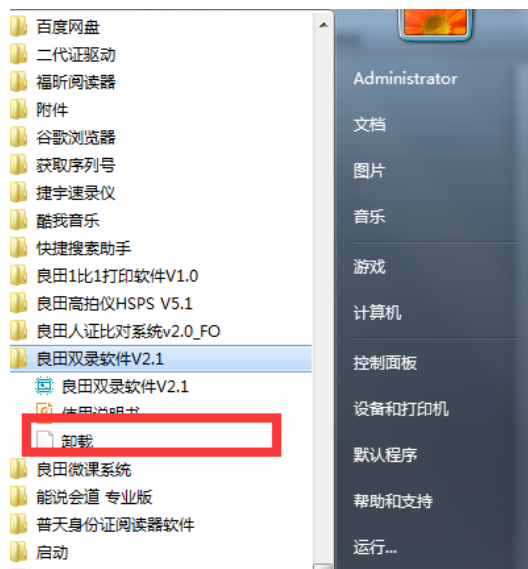 百度网盘
二代证驱动
福昕阅读器
附件
谷歌浏览器
获取序列号
捷宇速录仪
酷我音乐
快捷搜索助手
良田1比1打印软件V1.0
良田高拍仪HSPS V5.1
良田人证比对系统v2.0_FO
良田双录软件V2.1
良田双录软件V2.1
使用说明书
卸载
良田微课系统
能说会道 专业版
普天身份证阅读器软件
启动
Administrator
文档
图片
音乐
游戏
计算机
控制面板
设备和打印机
默认程序
帮助和支持
运行...